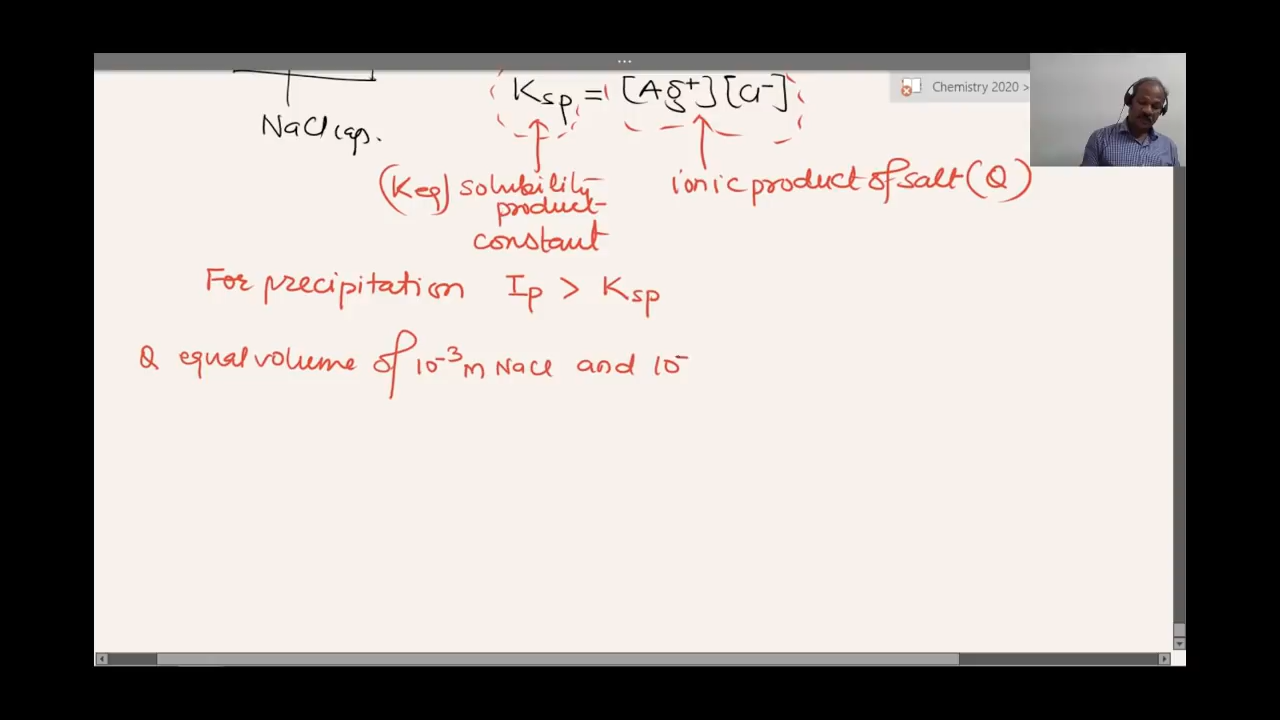 Ksp = [Ag+][Cl-]
Chemistry 2020 >
NaCl(aq).
(Keq) solubility product constant
ionic product of salt (Q)
For precipitation Ip > Ksp
Q equal volume of 10-3 m NaCl and 10-